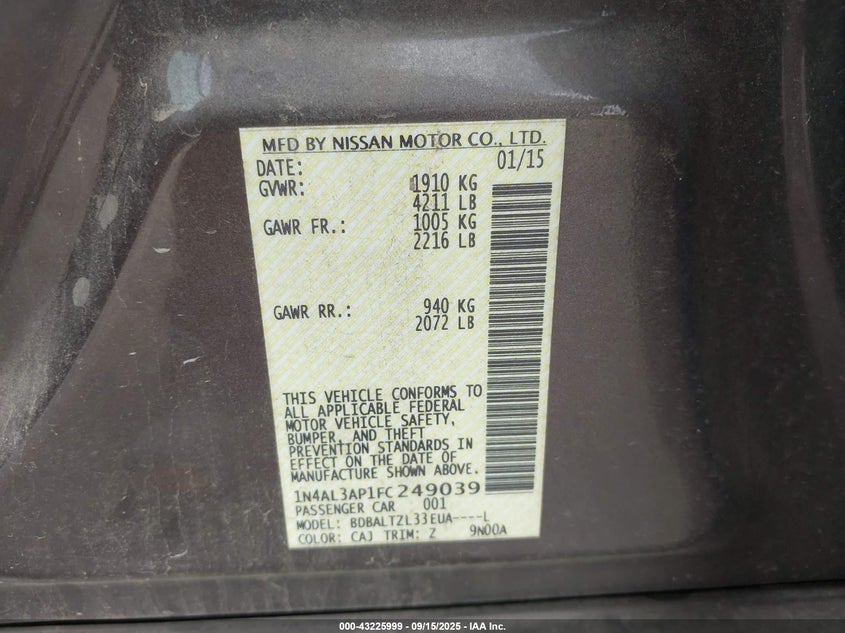 MFD BY NISSAN MOTOR CO., LTD.
DATE: 01/15
GVWR: 1910 KG
4211 LB
GAWR FR.: 1005 KG
2216 LB
GAWR RR.: 940 KG
2072 LB
THIS VEHICLE CONFORMS TO
ALL APPLICABLE FEDERAL
MOTOR VEHICLE SAFETY,
BUMPER, AND THEFT
PREVENTION STANDARDS IN
EFFECT ON THE DATE OF
MANUFACTURE SHOWN ABOVE.
1N4AL3AP1FC249039
PASSENGER CAR 001
MODEL: BDBALTZL33EUA----L
COLOR: CAJ TRIM: Z 9N00A
000-43225999 - 09/15/2025 - IAA Inc.